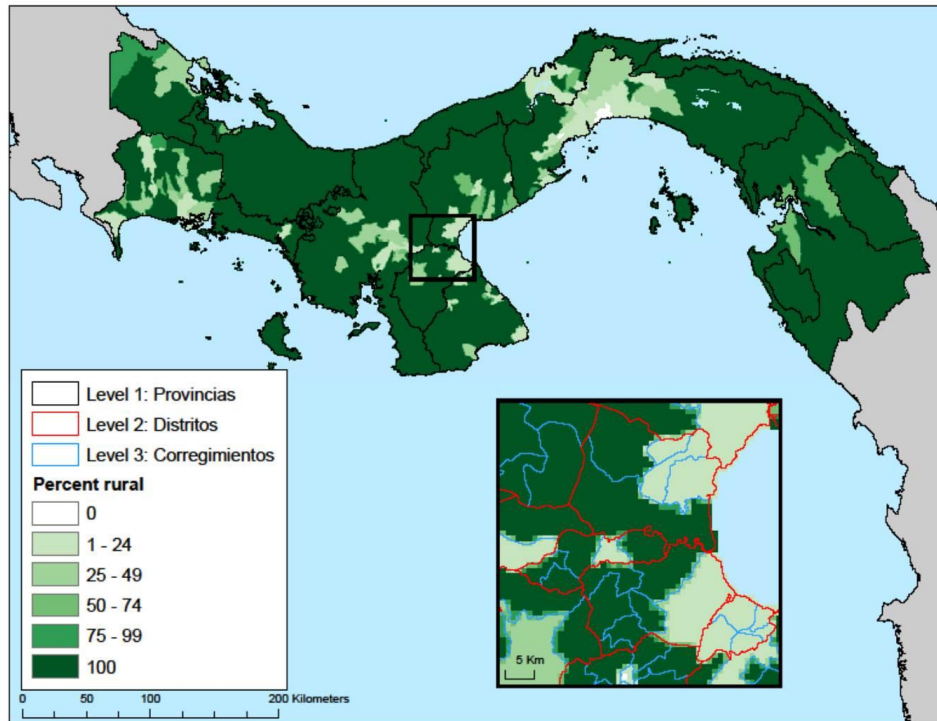 Level 1: Provincias
Level 2: Distritos
Level 3: Corregimientos
Percent rural
0
1 - 24
25 - 49
50 - 74
75 - 99
100
0 50 100 200 Kilometers
5 Km